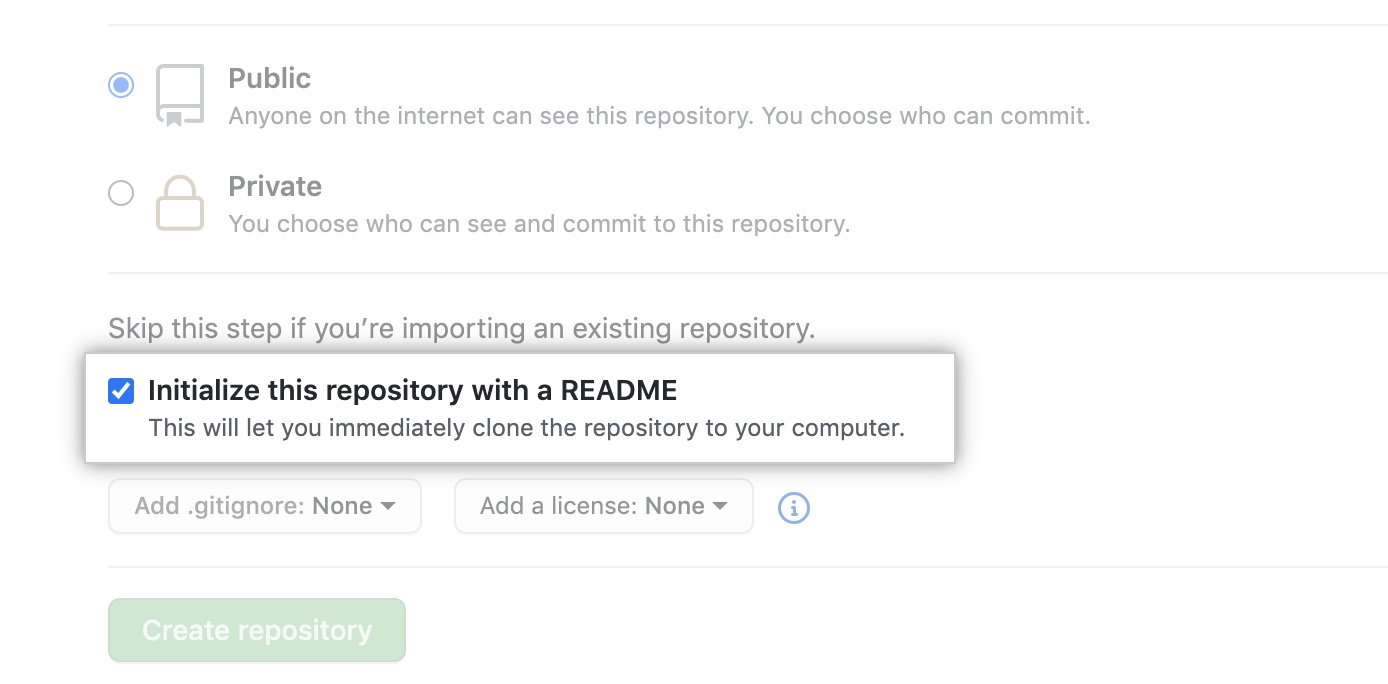 Public
Anyone on the internet can see this repository. You choose who can commit.
Private
You choose who can see and commit to this repository.
Skip this step if you’re importing an existing repository.
Initialize this repository with a README
This will let you immediately clone the repository to your computer.
Add .gitignore: None
Add a license: None
Create repository